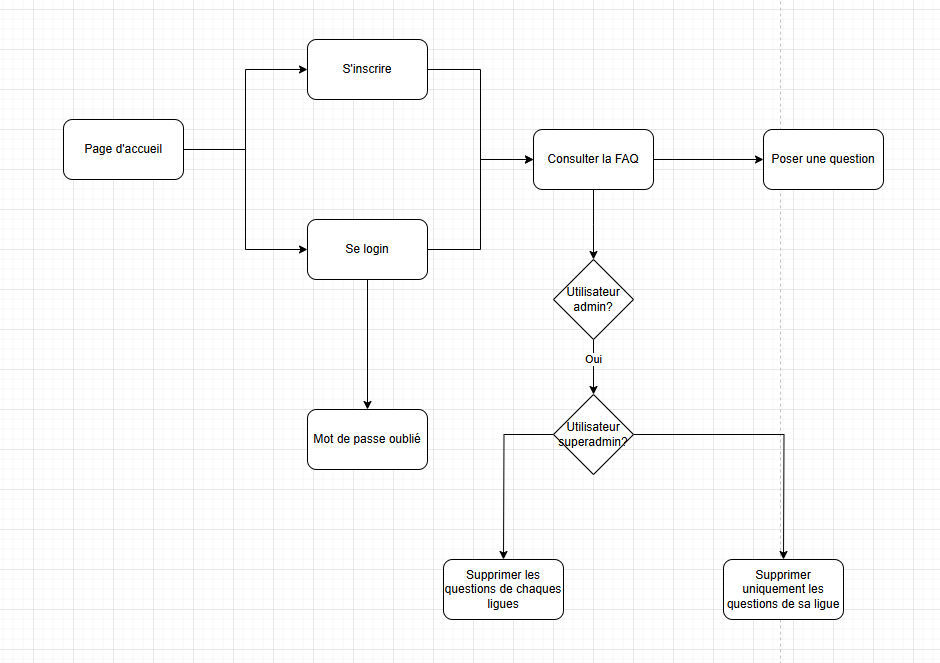 S'inscrire
Page d'accueil
Consulter la FAQ
Poser une question
Se login
Utilisateur
admin?
Oui
Mot de passe oublié
Utilisateur
superadmin?
Supprimer les
questions de chaques
ligues
Supprimer
uniquement les
questions de sa ligue